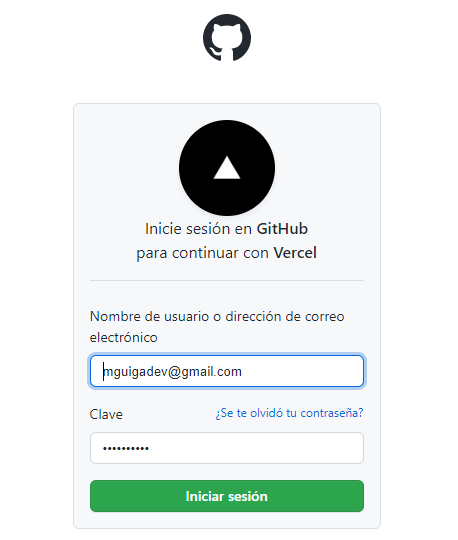 Inicie sesión en GitHub
para continuar con Vercel
Nombre de usuario o dirección de correo
electrónico
mguigadev@gmail.com
Clave
¿Se te olvidó tu contraseña?
••••••••••
Iniciar sesión